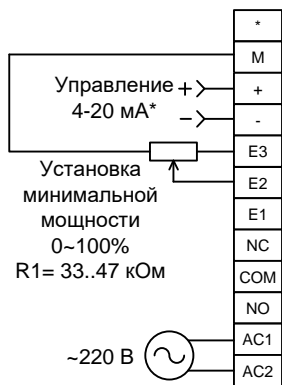 *
M
Управление +
4-20 мА* -
+
-
Установка
минимальной
мощности
0~100%
R1= 33..47 кОм
E3
E2
E1
NC
COM
NO
~220 В
AC1
AC2